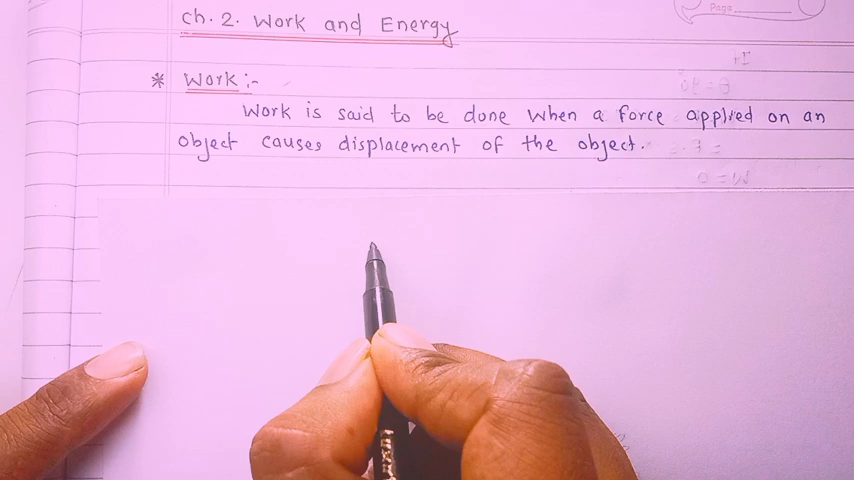 Page
ch. 2. Work and Energy
* Work :-
Work is said to be done when a force applied on an
object causes displacement of the object.